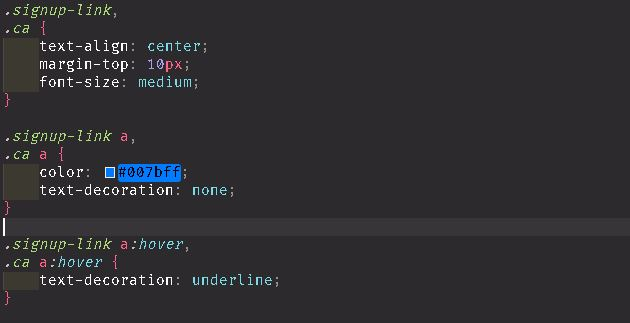 .signup-link,
.ca {
    text-align: center;
    margin-top: 10px;
    font-size: medium;
}

.signup-link a,
.ca a {
    color: #007bff;
    text-decoration: none;
}

.signup-link a:hover,
.ca a:hover {
    text-decoration: underline;
}